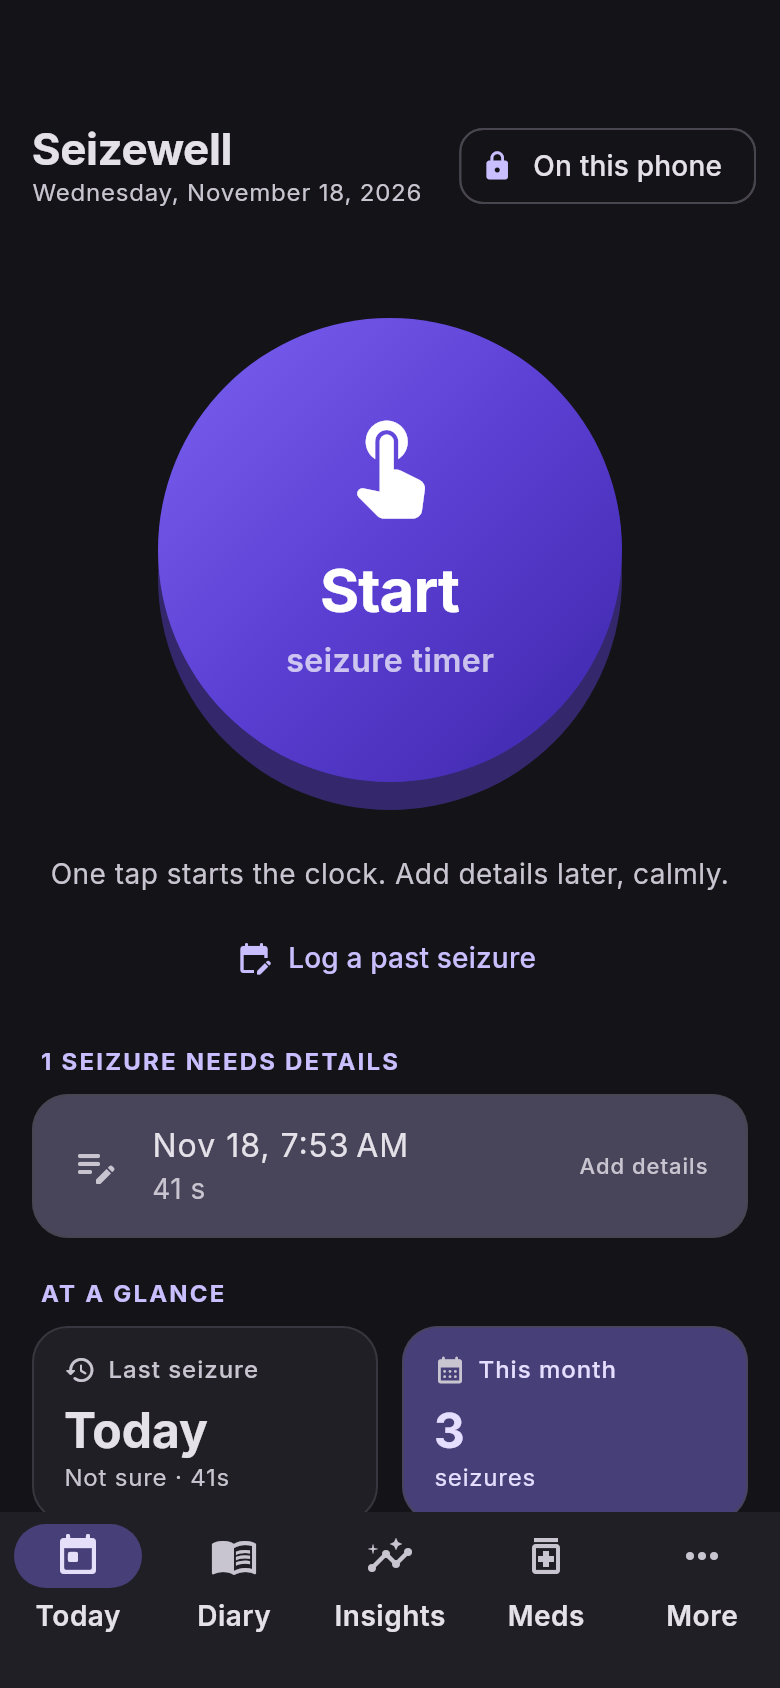 Seizewell
Wednesday, November 18, 2026
On this phone
Start
seizure timer
One tap starts the clock. Add details later, calmly.
Log a past seizure
1 SEIZURE NEEDS DETAILS
Nov 18, 7:53 AM
41 s
Add details
AT A GLANCE
Last seizure
Today
Not sure · 41s
This month
3
seizures
Today
Diary
Insights
Meds
More